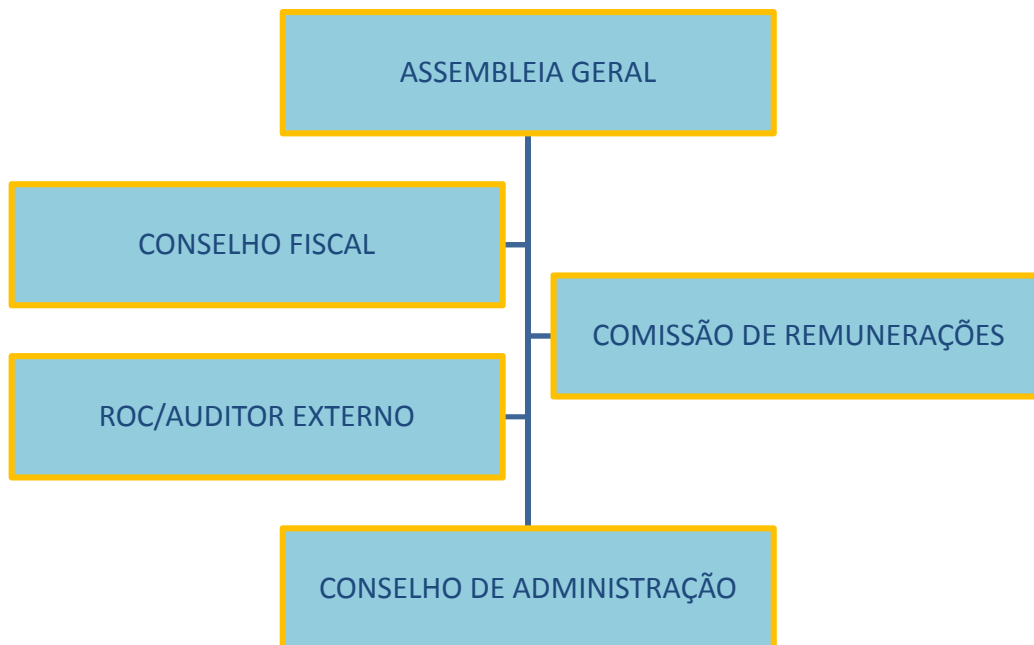 ASSEMBLEIA GERAL
CONSELHO FISCAL
COMISSÃO DE REMUNERAÇÕES
ROC/AUDITOR EXTERNO
CONSELHO DE ADMINISTRAÇÃO